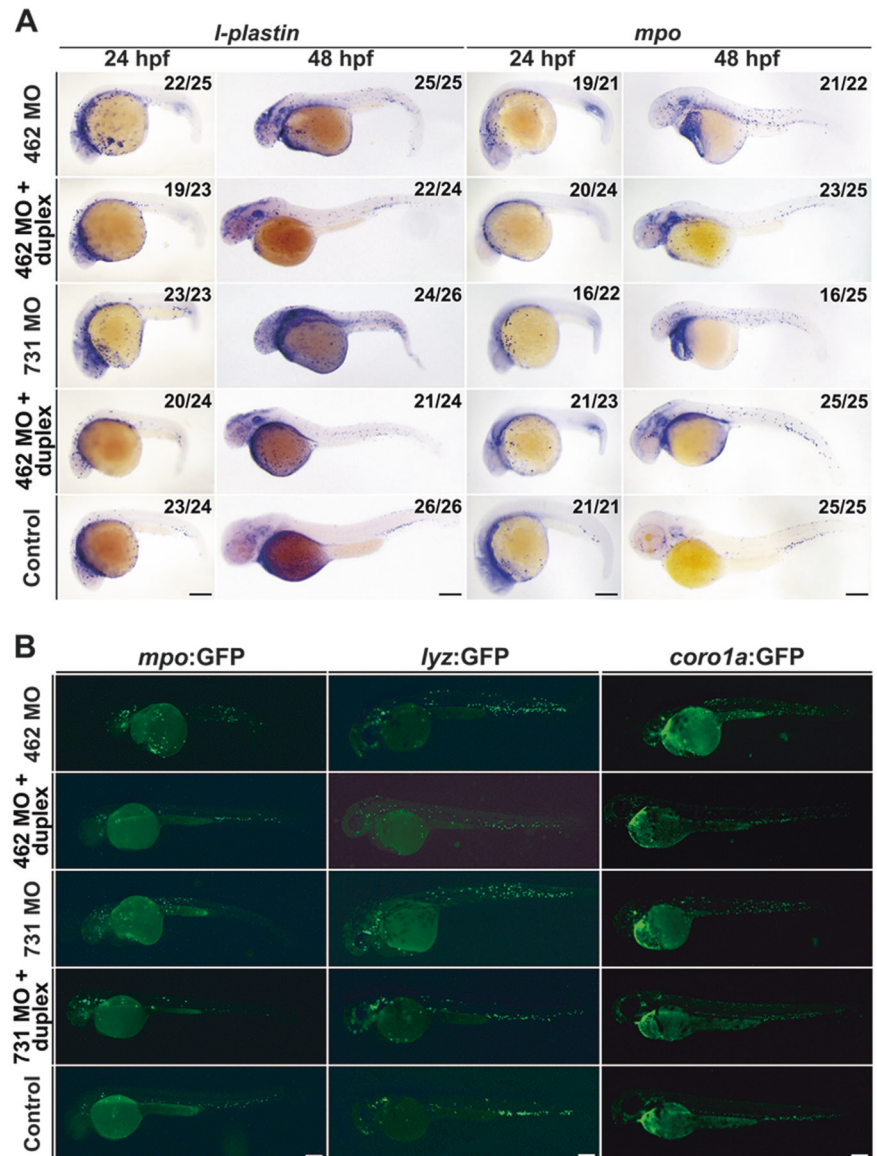 A
l-plastin mpo
24 hpf 48 hpf 24 hpf 48 hpf
462 MO 22/25 25/25 19/21 21/22
462 MO +
duplex 19/23 22/24 20/24 23/25
731 MO 23/23 24/26 16/22 16/25
462 MO +
duplex 20/24 21/24 21/23 25/25
Control 23/24 26/26 21/21 25/25
B
mpo:GFP lyz:GFP coro1a:GFP
462 MO
462 MO +
duplex
731 MO
731 MO +
duplex
Control